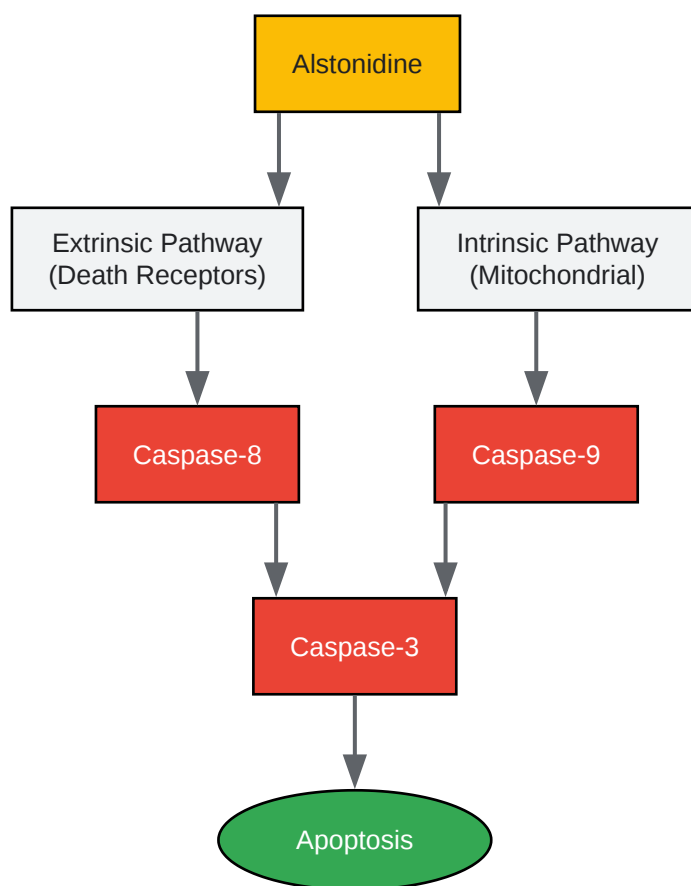 Alstonidine
Extrinsic Pathway
(Death Receptors)
Intrinsic Pathway
(Mitochondrial)
Caspase-8
Caspase-9
Caspase-3
Apoptosis